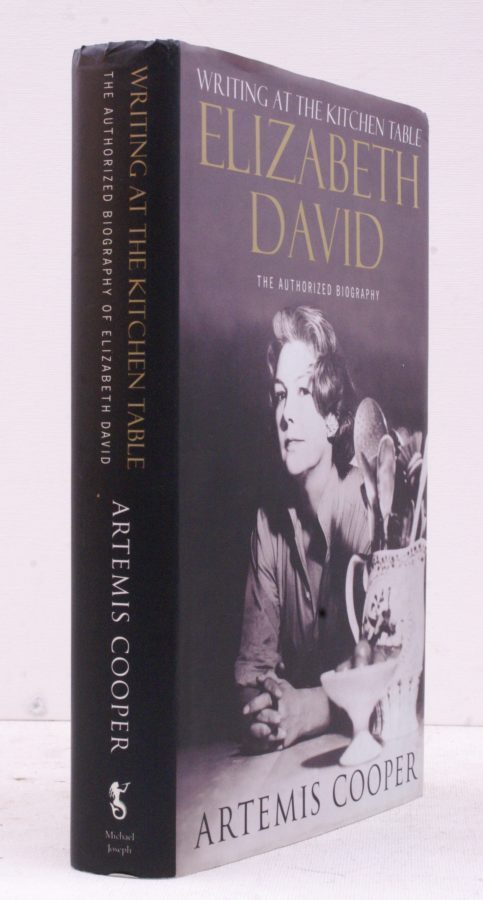 WRITING AT THE KITCHEN TABLE
THE AUTHORIZED BIOGRAPHY OF ELIZABETH DAVID
ARTEMIS COOPER
Michael
Joseph
WRITING AT THE KITCHEN TABLE
ELIZABETH
DAVID
THE AUTHORIZED BIOGRAPHY
ARTEMIS COOPER